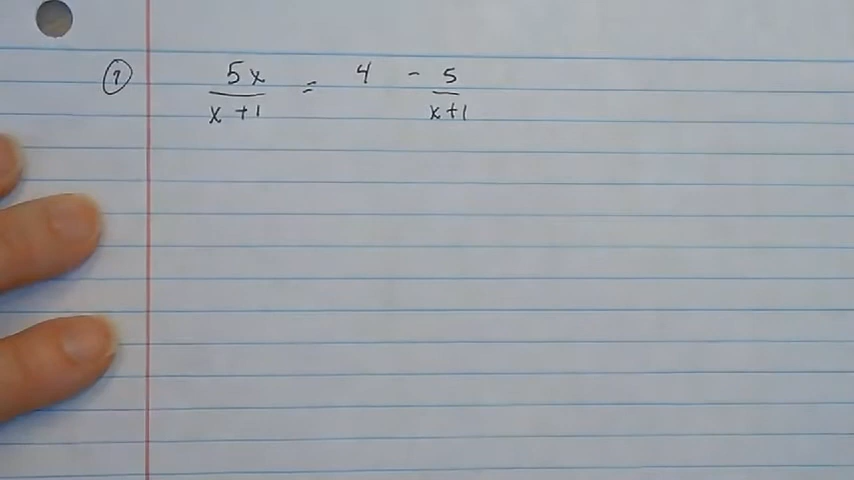 ⑦ 5x/(x+1) = 4 - 5/(x+1)